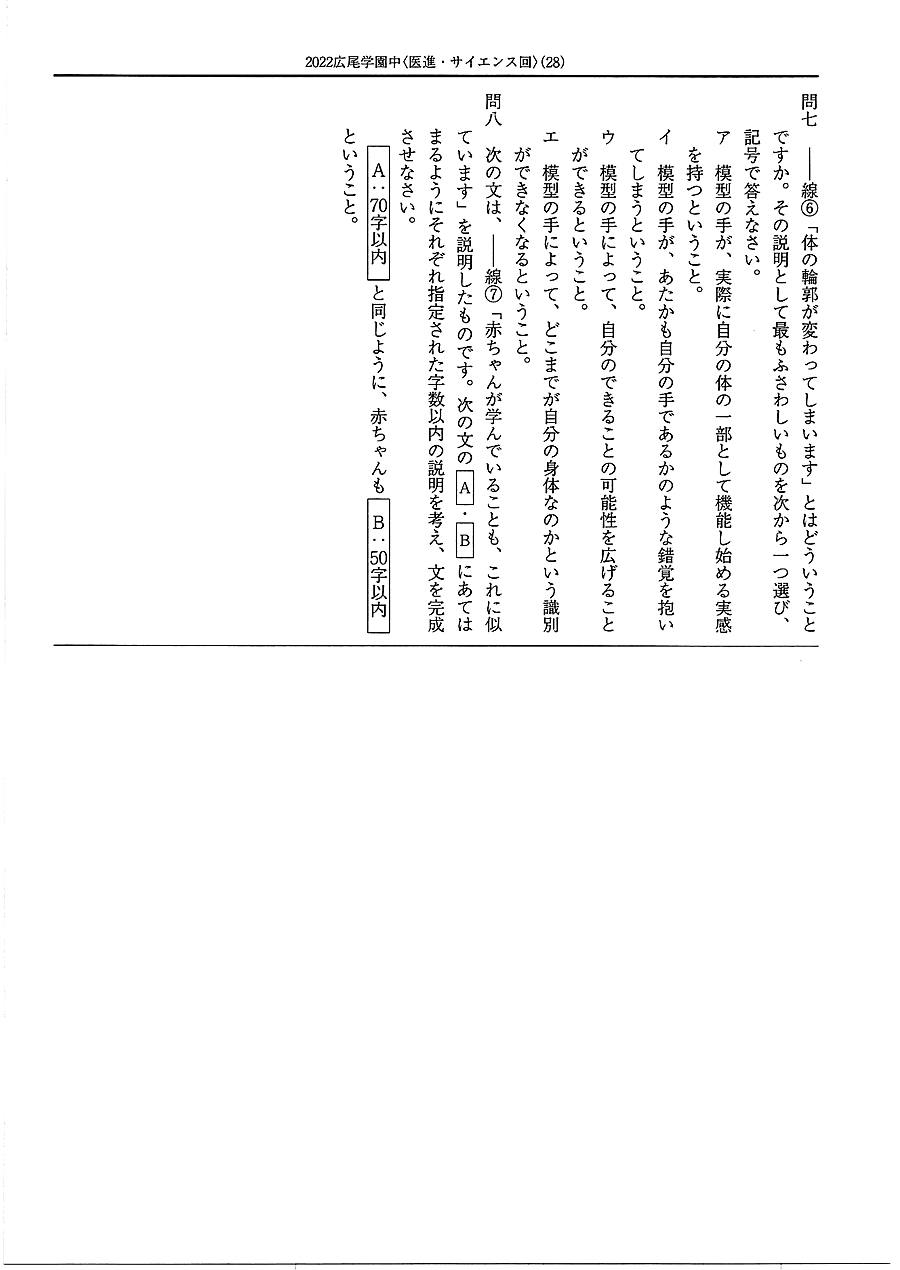 2022広尾学園中〈医進・サイエンス回〉(28)
問七 ――線⑥「体の輪郭が変わってしまいます」とはどういうこと
ですか。その説明として最もふさわしいものを次から一つ選び、
記号で答えなさい。
ア 模型の手が、実際に自分の体の一部として機能し始める実感
を持つということ。
イ 模型の手が、あたかも自分の手であるかのような錯覚を抱い
てしまうということ。
ウ 模型の手によって、自分のできることの可能性を広げること
ができるということ。
エ 模型の手によって、どこまでが自分の身体なのかという識別
ができなくなるということ。
問八 次の文は、――線⑦「赤ちゃんが学んでいることも、これに似
ています」を説明したものです。次の文の A ・ B にあては
まるようにそれぞれ指定された字数以内の説明を考え、文を完成
させなさい。
A：70字以内 と同じように、赤ちゃんも B：50字以内
ということ。